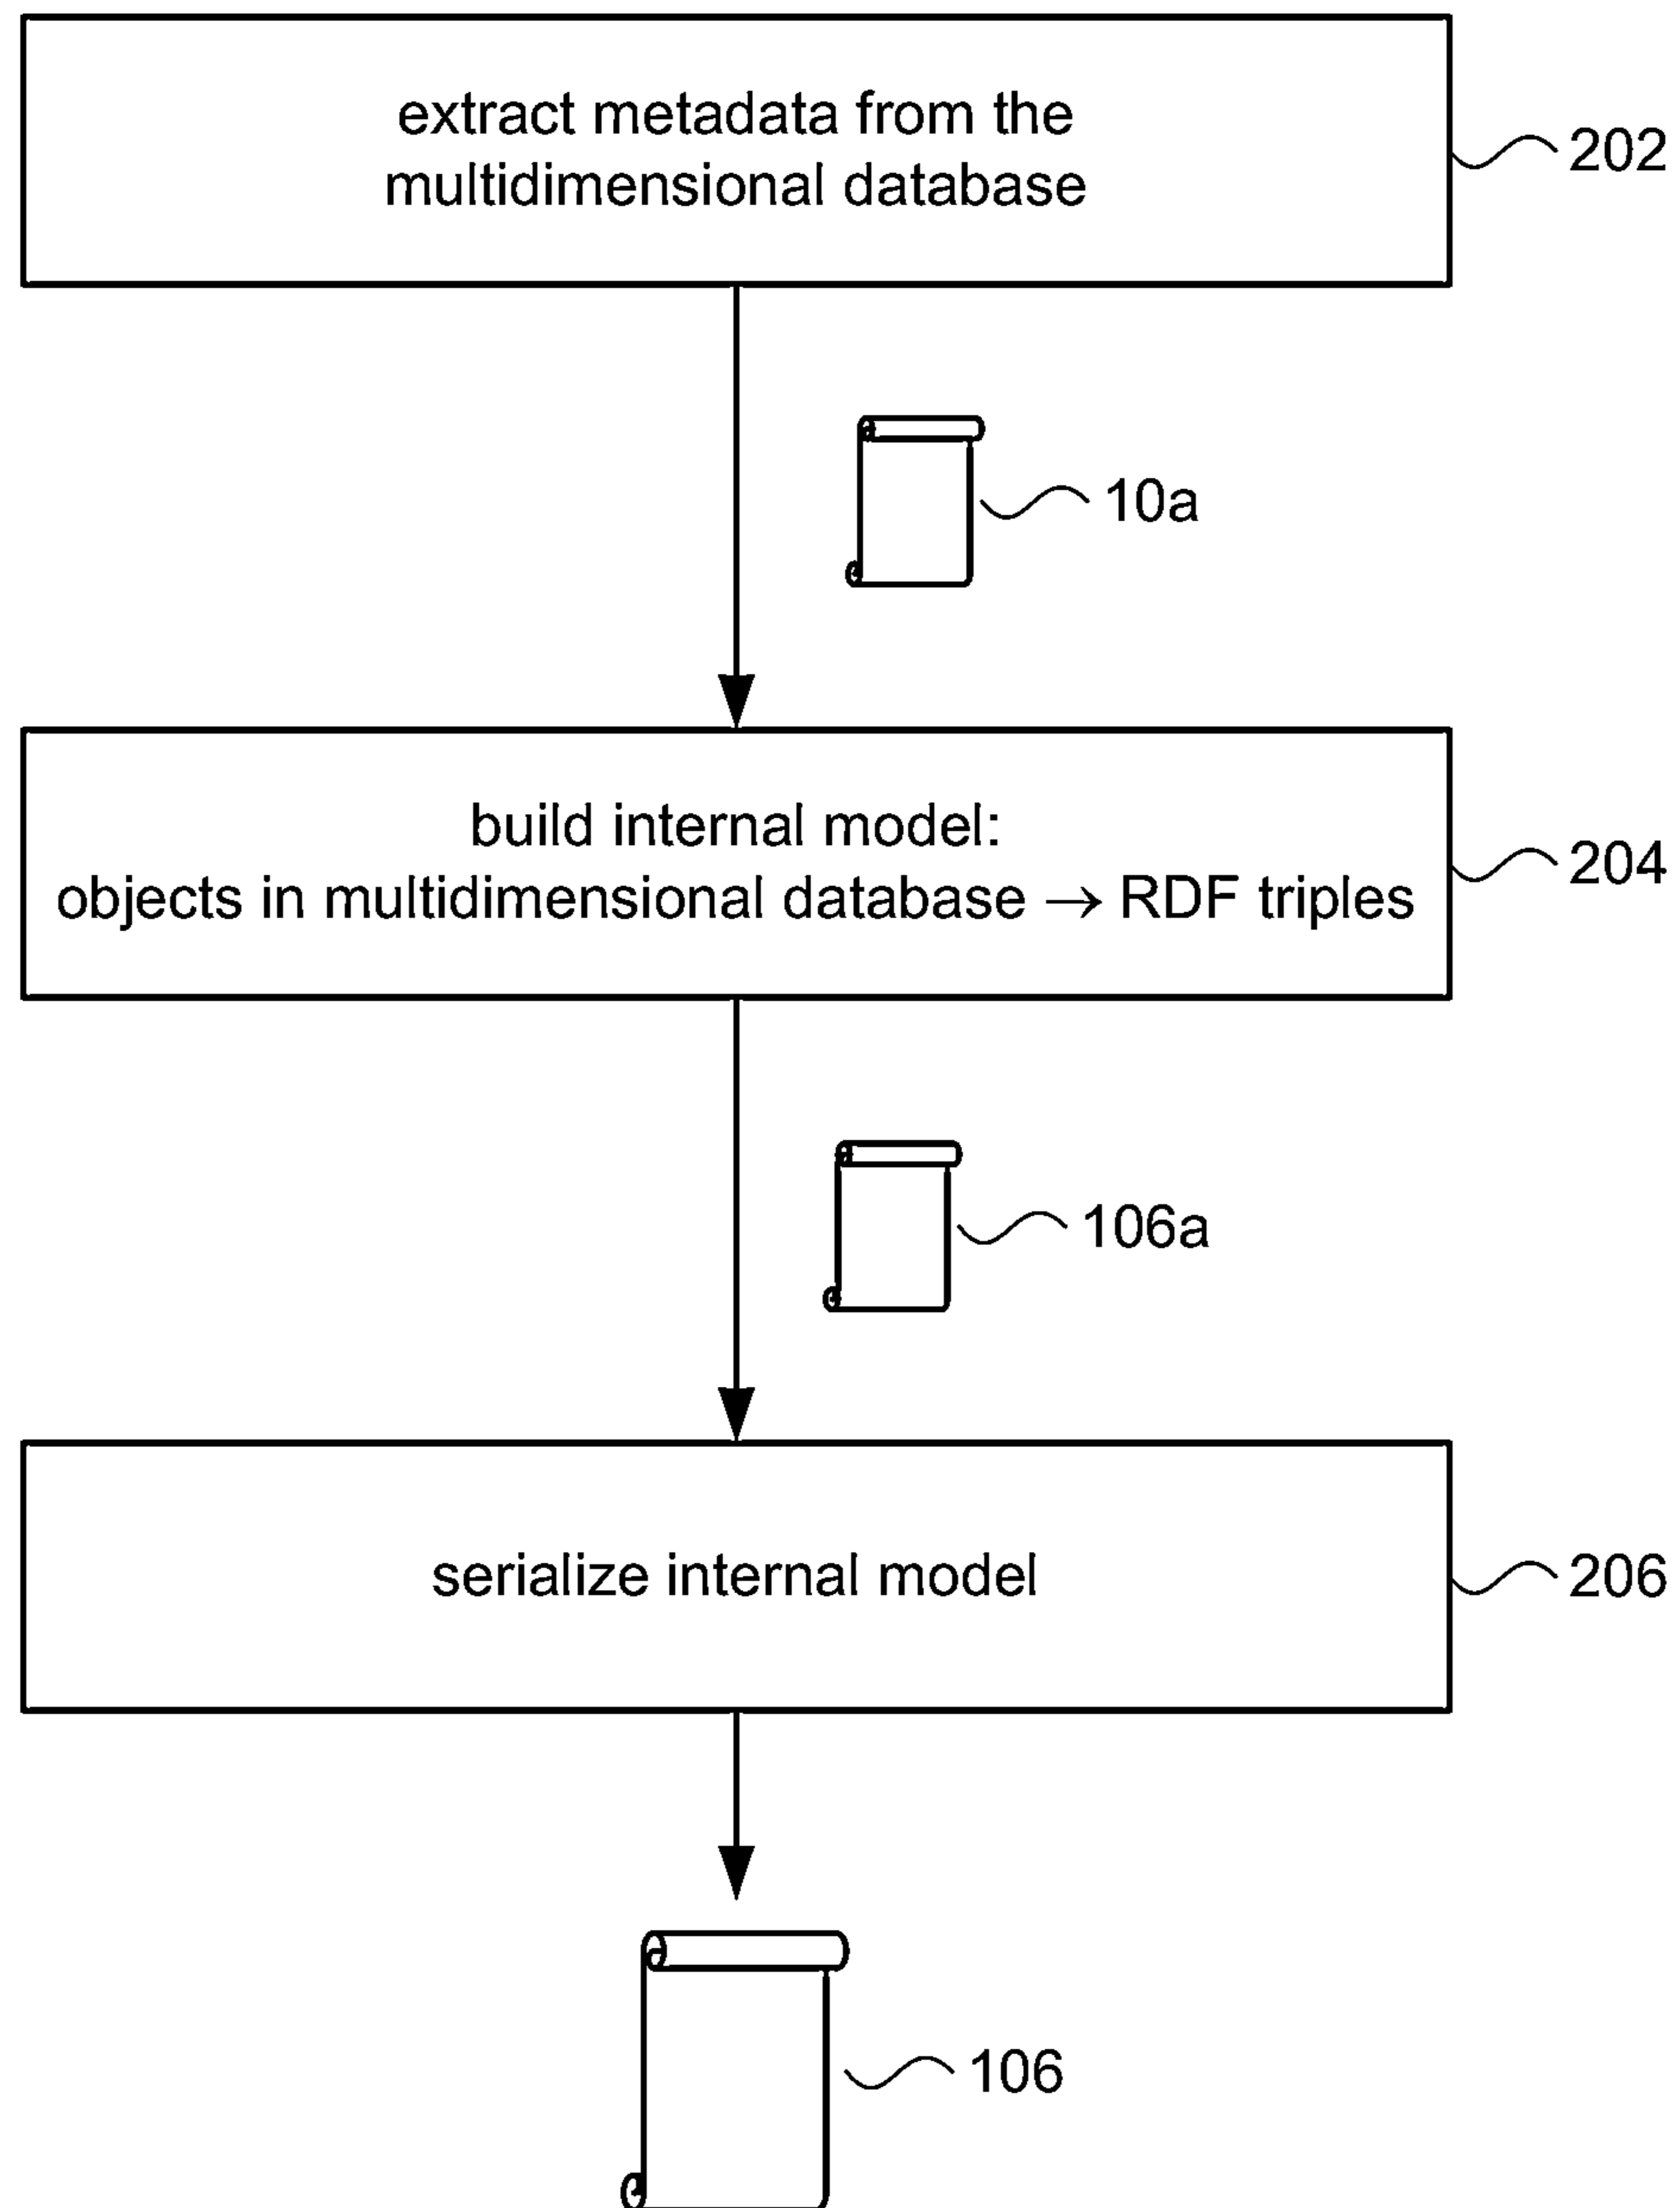 extract metadata from the
multidimensional database
202
10a
build internal model:
objects in multidimensional database → RDF triples
204
106a
serialize internal model
206
106